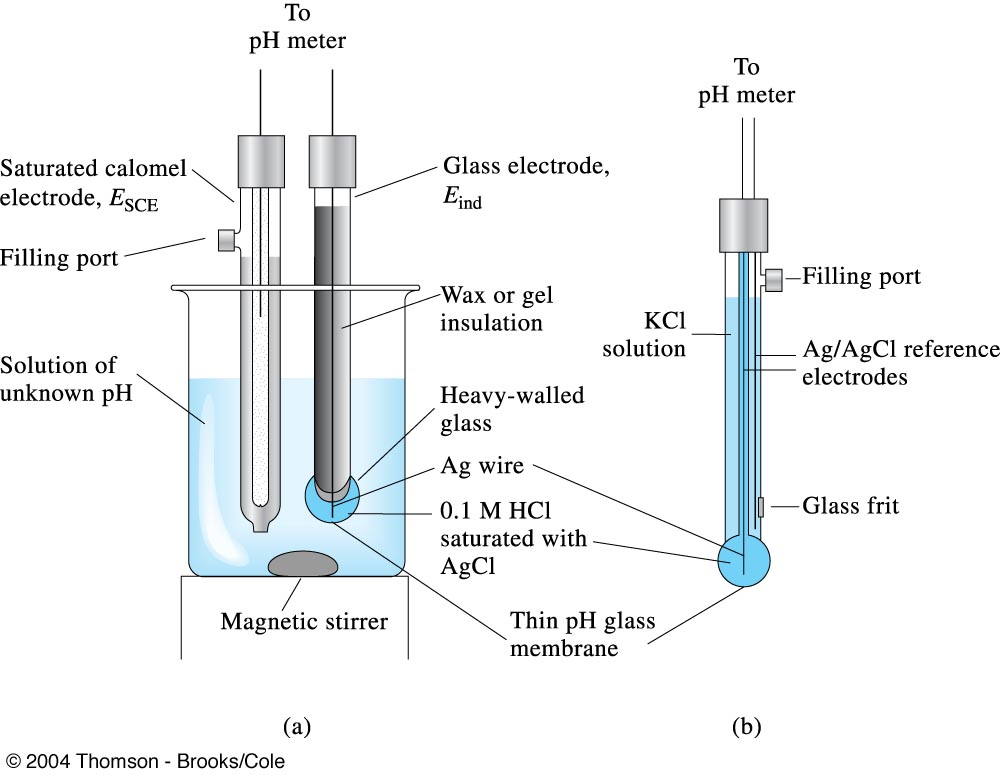 To
pH meter
Saturated calomel
electrode, ESCE
Filling port
Glass electrode,
Eind
Wax or gel
insulation
Solution of
unknown pH
Heavy-walled
glass
Ag wire
0.1 M HCl
saturated with
AgCl
Magnetic stirrer
Thin pH glass
membrane
(a)
To
pH meter
Filling port
KCl
solution
Ag/AgCl reference
electrodes
Glass frit
(b)
© 2004 Thomson - Brooks/Cole